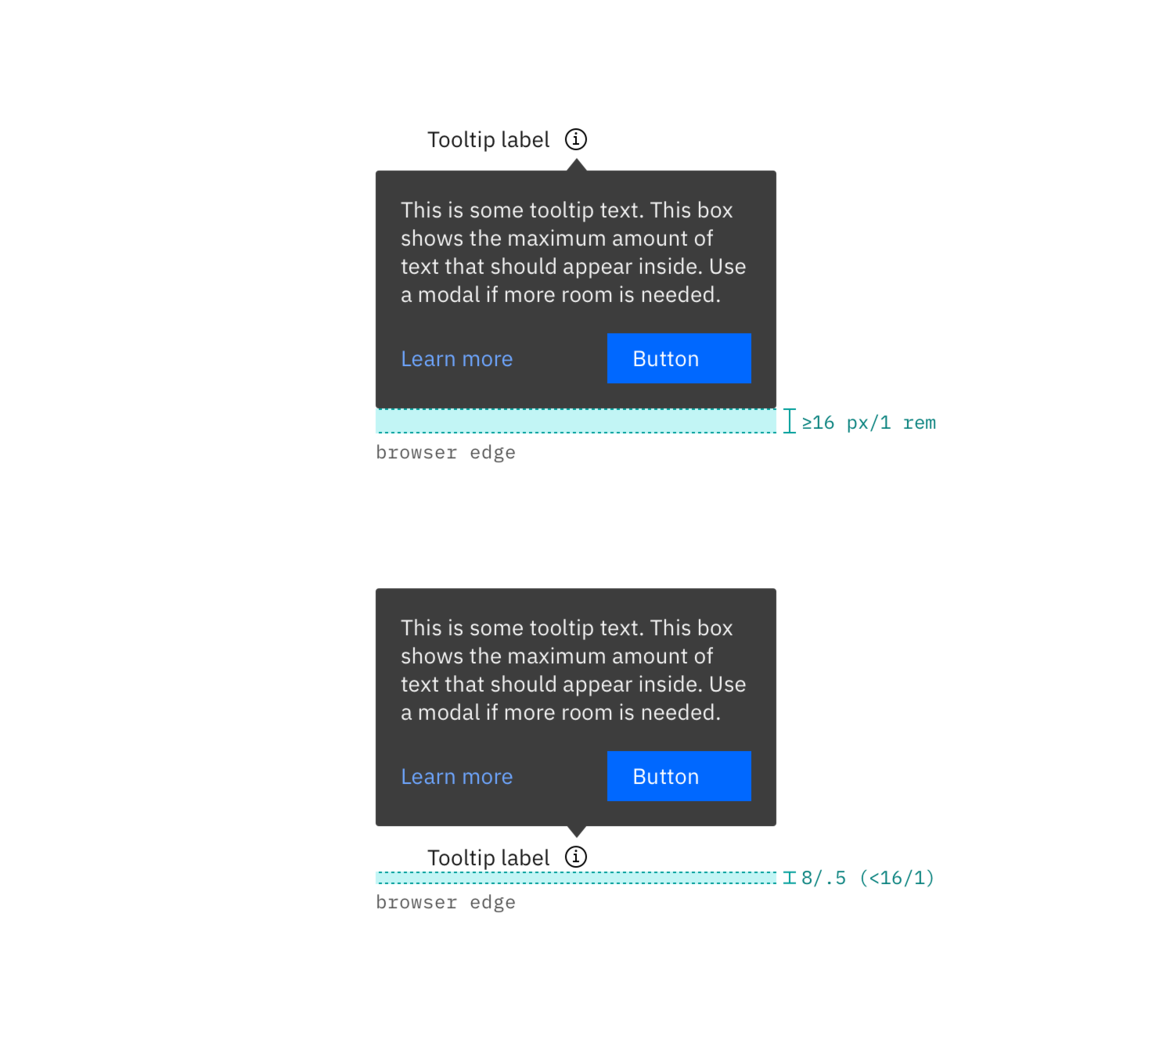 Tooltip label
This is some tooltip text. This box
shows the maximum amount of
text that should appear inside. Use
a modal if more room is needed.
Learn more
Button
≥16 px/1 rem
browser edge
This is some tooltip text. This box
shows the maximum amount of
text that should appear inside. Use
a modal if more room is needed.
Learn more
Button
Tooltip label
8/.5 (<16/1)
browser edge